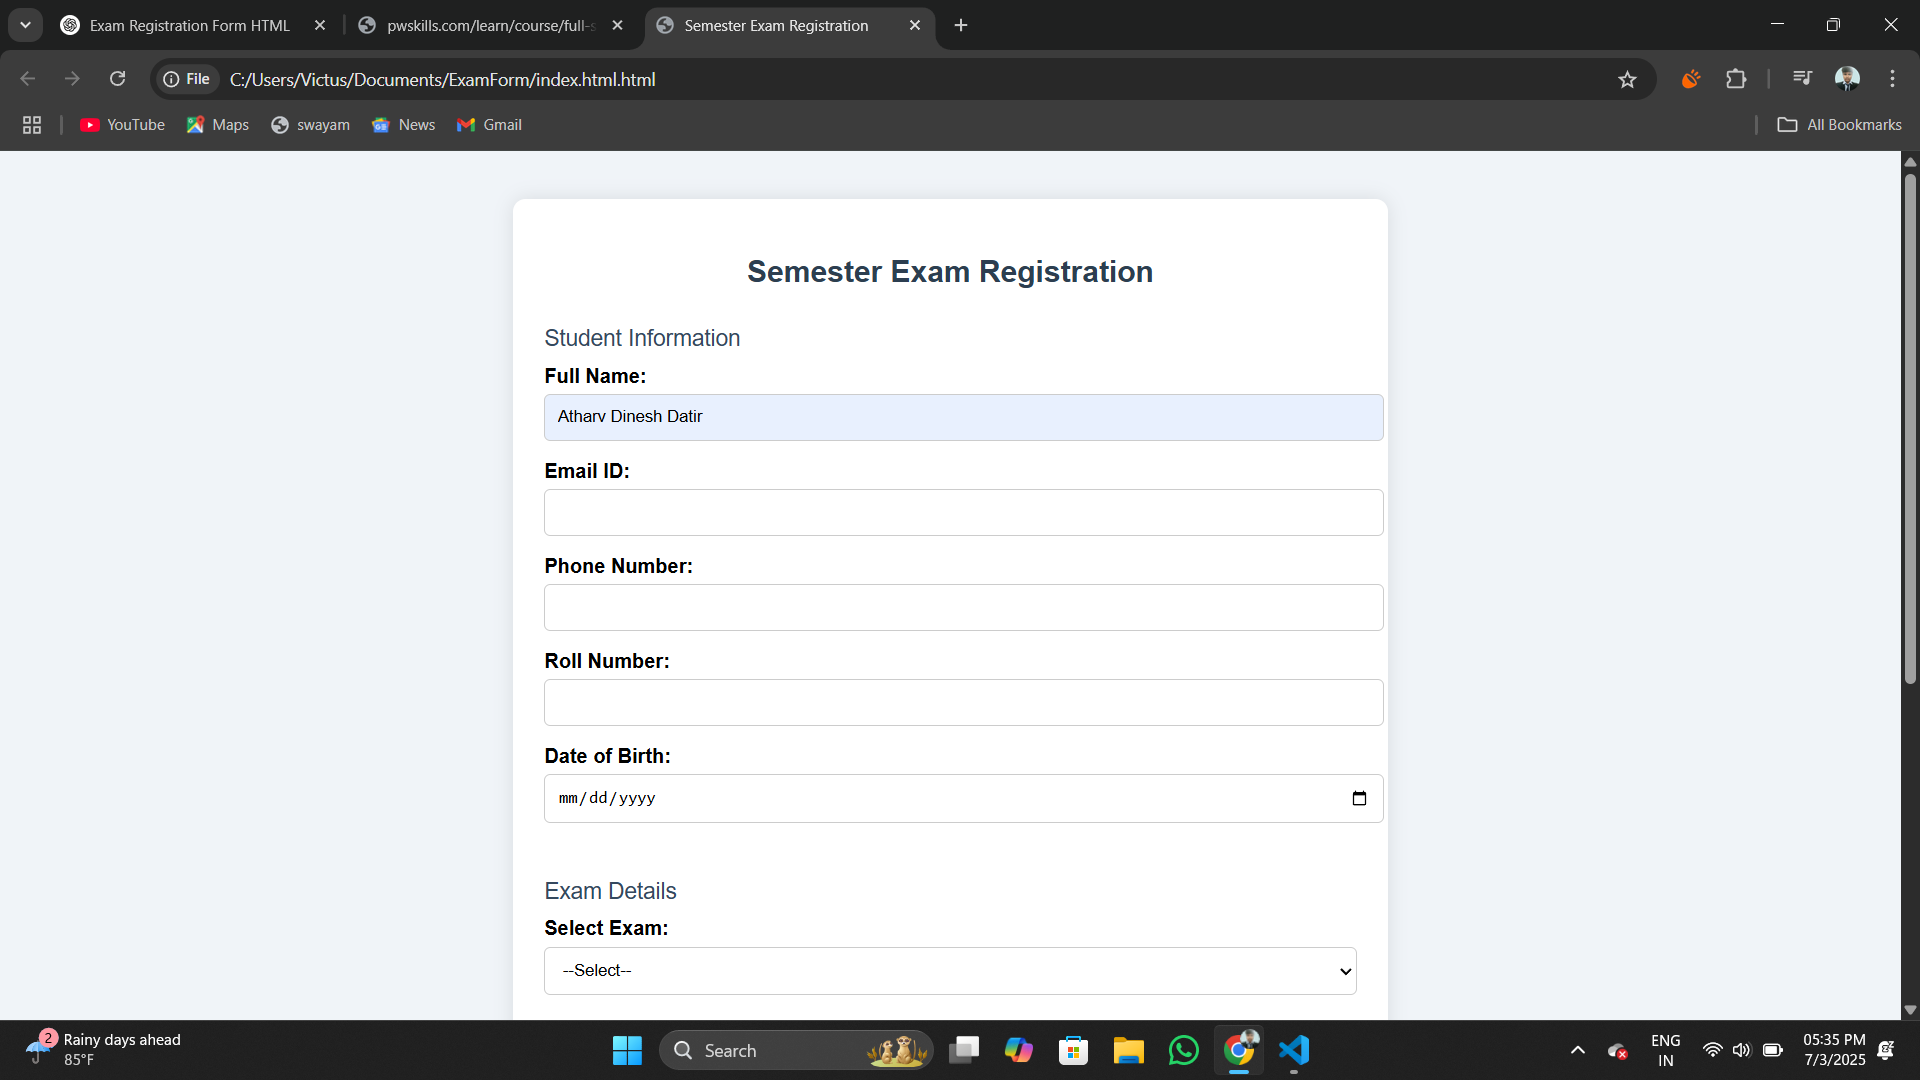 Exam Registration Form HTML
pwskills.com/learn/course/full-s
Semester Exam Registration
File
C:/Users/Victus/Documents/ExamForm/index.html.html
YouTube
Maps
swayam
News
Gmail
All Bookmarks
Semester Exam Registration
Student Information
Full Name:
Atharv Dinesh Datir
Email ID:
Phone Number:
Roll Number:
Date of Birth:
mm/dd/yyyy
Exam Details
Select Exam:
--Select--
2
Rainy days ahead
85°F
Search
ENG
IN
05:35 PM
7/3/2025